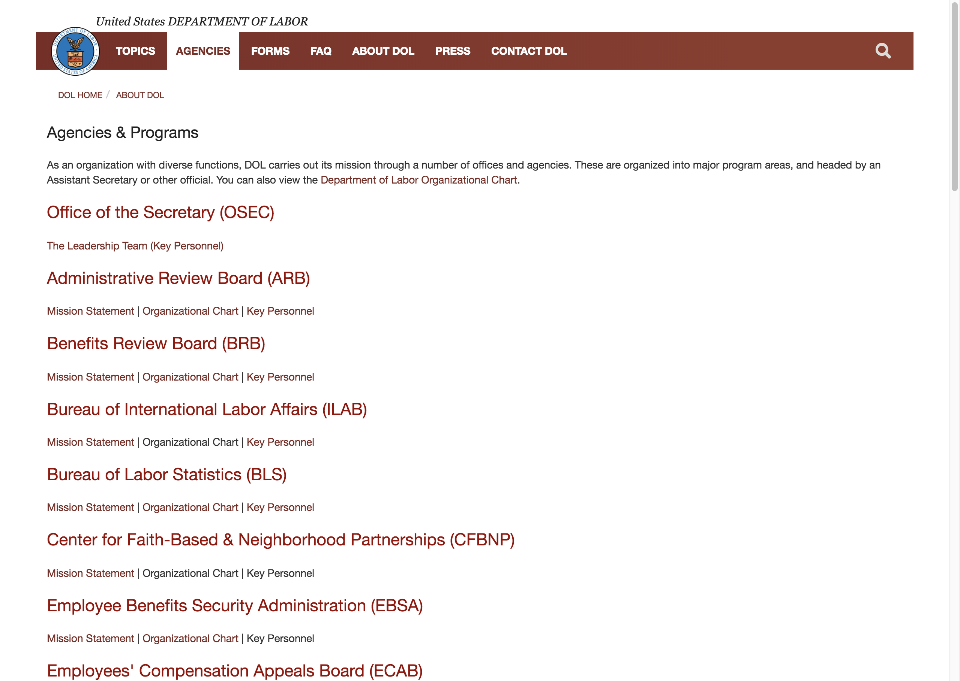 United States DEPARTMENT OF LABOR
TOPICS AGENCIES FORMS FAQ ABOUT DOL PRESS CONTACT DOL
DOL HOME / ABOUT DOL
Agencies & Programs
As an organization with diverse functions, DOL carries out its mission through a number of offices and agencies. These are organized into major program areas, and headed by an
Assistant Secretary or other official. You can also view the Department of Labor Organizational Chart.
Office of the Secretary (OSEC)
The Leadership Team (Key Personnel)
Administrative Review Board (ARB)
Mission Statement | Organizational Chart | Key Personnel
Benefits Review Board (BRB)
Mission Statement | Organizational Chart | Key Personnel
Bureau of International Labor Affairs (ILAB)
Mission Statement | Organizational Chart | Key Personnel
Bureau of Labor Statistics (BLS)
Mission Statement | Organizational Chart | Key Personnel
Center for Faith-Based & Neighborhood Partnerships (CFBNP)
Mission Statement | Organizational Chart | Key Personnel
Employee Benefits Security Administration (EBSA)
Mission Statement | Organizational Chart | Key Personnel
Employees' Compensation Appeals Board (ECAB)